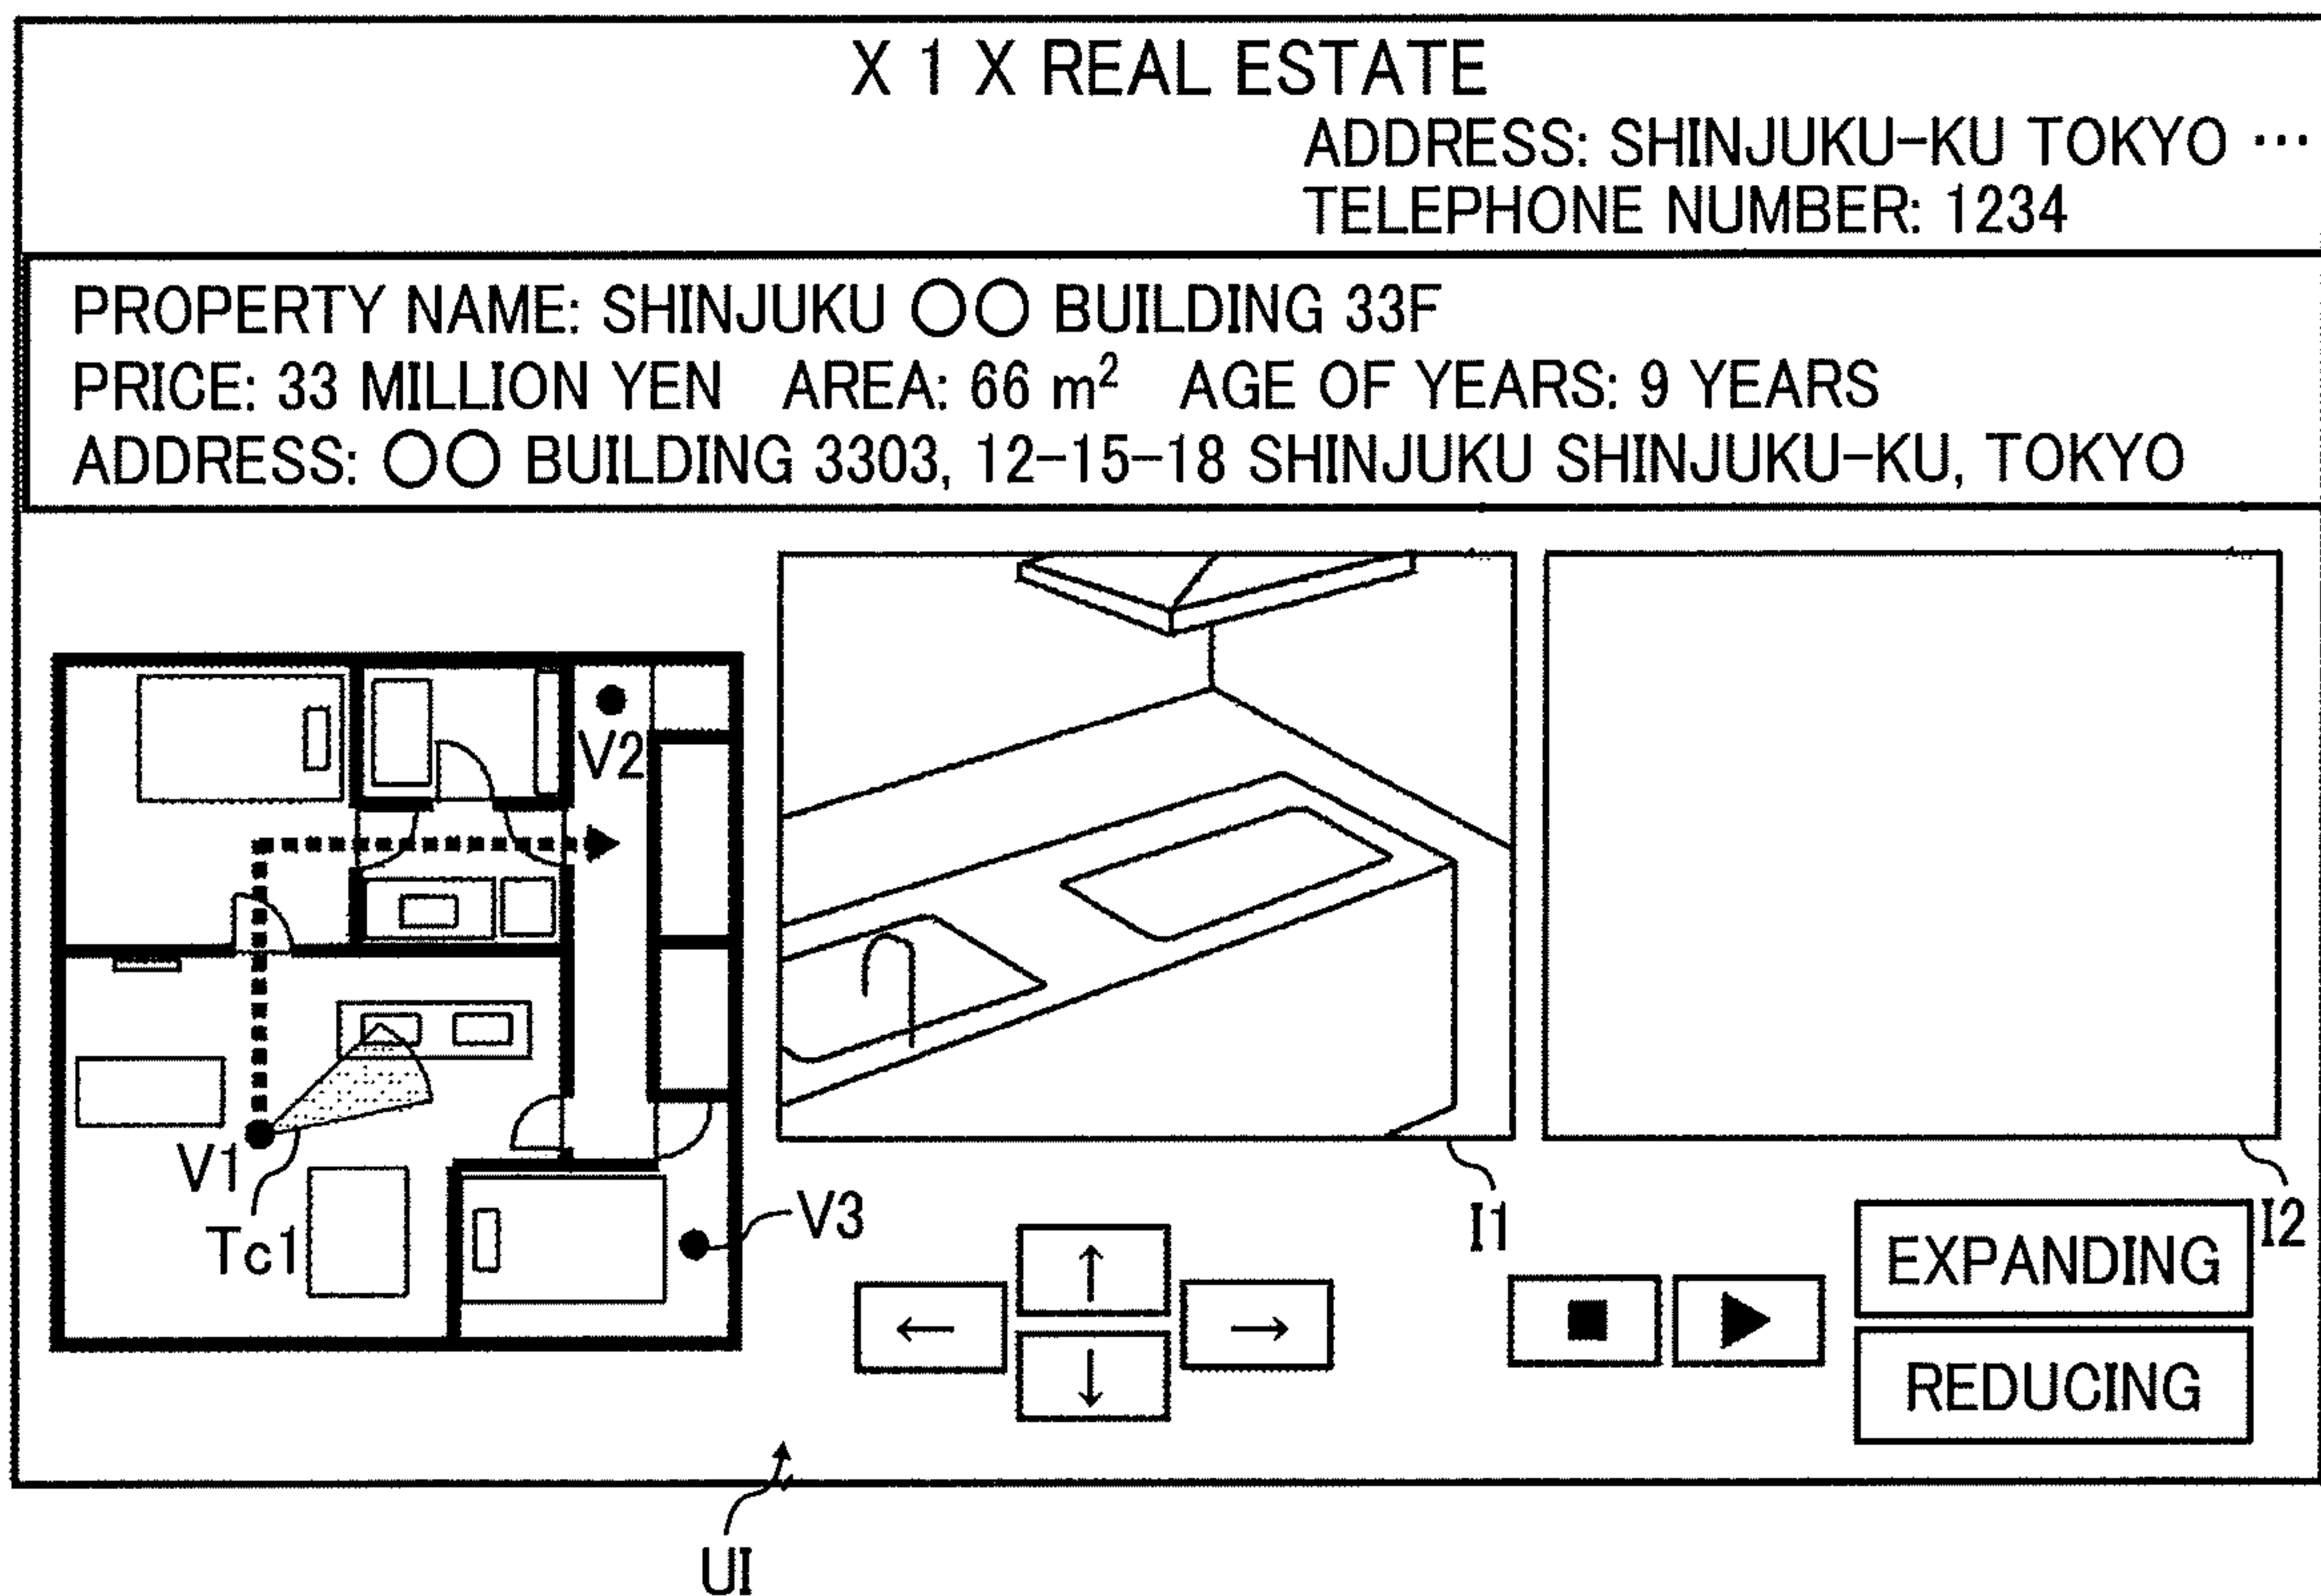 X 1 X REAL ESTATE
ADDRESS: SHINJUKU-KU TOKYO ···
TELEPHONE NUMBER: 1234
PROPERTY NAME: SHINJUKU ○○ BUILDING 33F
PRICE: 33 MILLION YEN AREA: 66 m² AGE OF YEARS: 9 YEARS
ADDRESS: ○○ BUILDING 3303, 12-15-18 SHINJUKU SHINJUKU-KU, TOKYO
V2
V1
Tc1
V3
I1
I2
↑
← →
↓
■ ▶
EXPANDING
REDUCING
UI